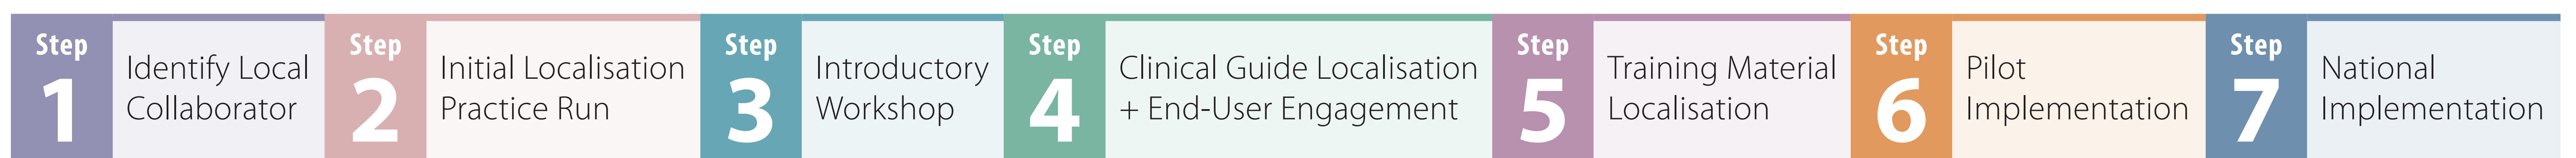 Step
1
Identify Local
Collaborator
Step
2
Initial Localisation
Practice Run
Step
3
Introductory
Workshop
Step
4
Clinical Guide Localisation
+ End-User Engagement
Step
5
Training Material
Localisation
Step
6
Pilot
Implementation
Step
7
National
Implementation